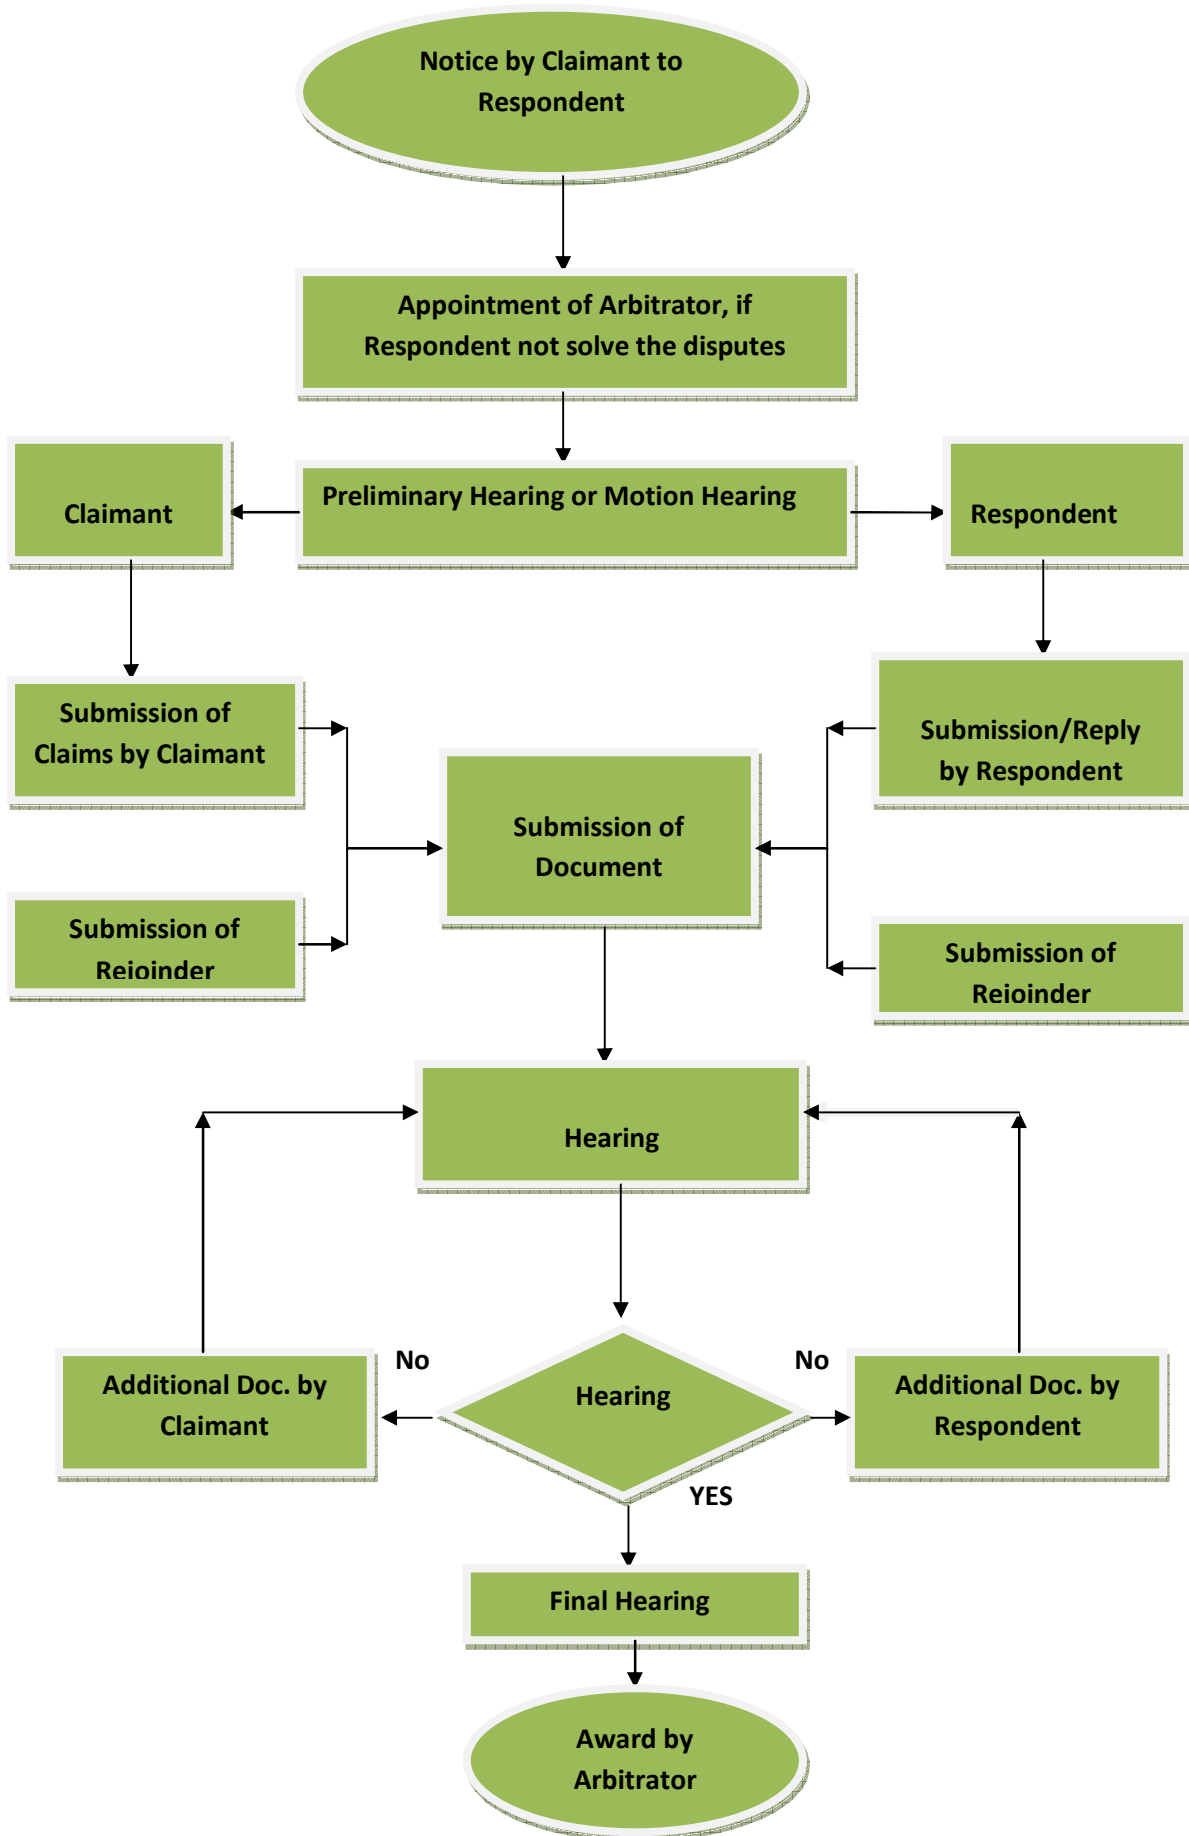 Notice by Claimant to
Respondent
Appointment of Arbitrator, if
Respondent not solve the disputes
Claimant
Preliminary Hearing or Motion Hearing
Respondent
Submission of
Claims by Claimant
Submission/Reply
by Respondent
Submission of
Document
Submission of
Rejoinder
Submission of
Rejoinder
Hearing
No
No
Additional Doc. by
Claimant
Hearing
Additional Doc. by
Respondent
YES
Final Hearing
Award by
Arbitrator